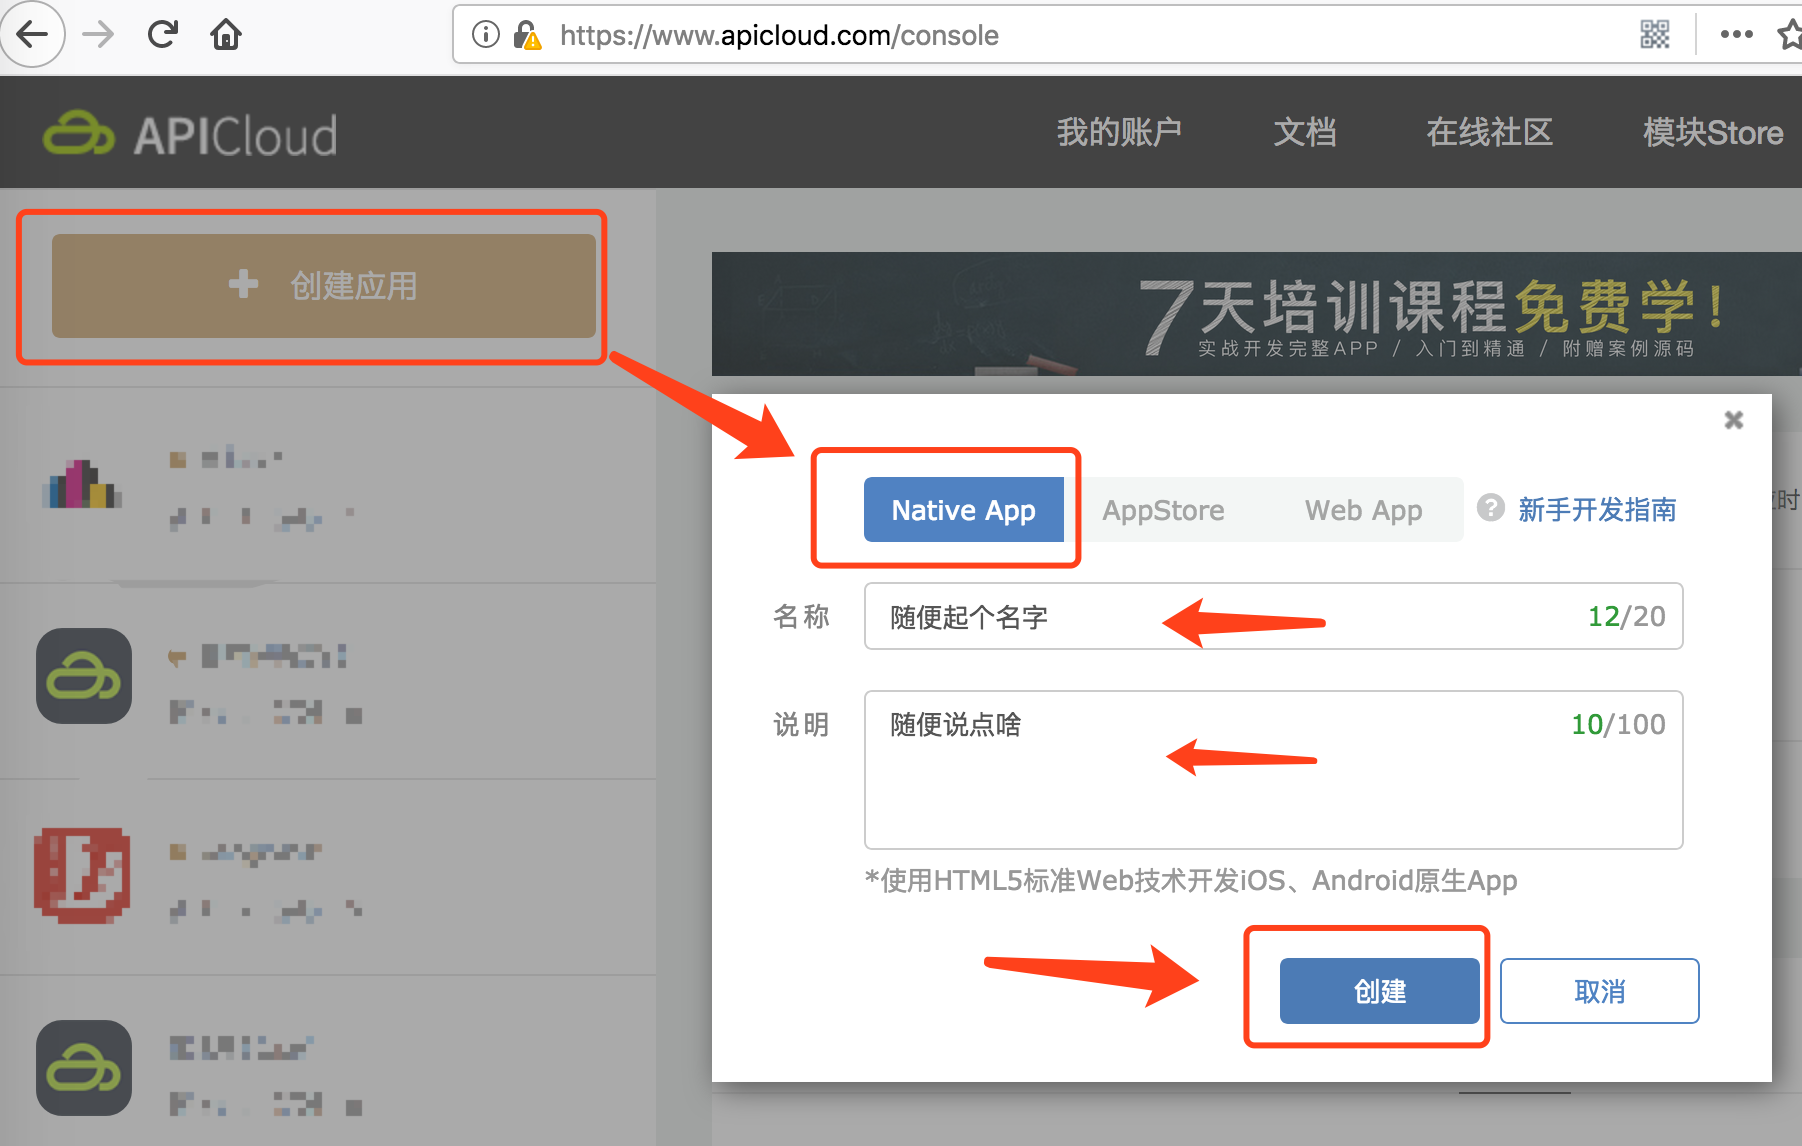 https://www.apicloud.com/console
APICloud
我的账户
文档
在线社区
模块Store
创建应用
7天培训课程免费学!
实战开发完整APP / 入门到精通 / 附赠案例源码
Native App
AppStore
Web App
新手开发指南
名称
随便起个名字
12/20
说明
随便说点啥
10/100
*使用HTML5标准Web技术开发iOS、Android原生App
创建
取消